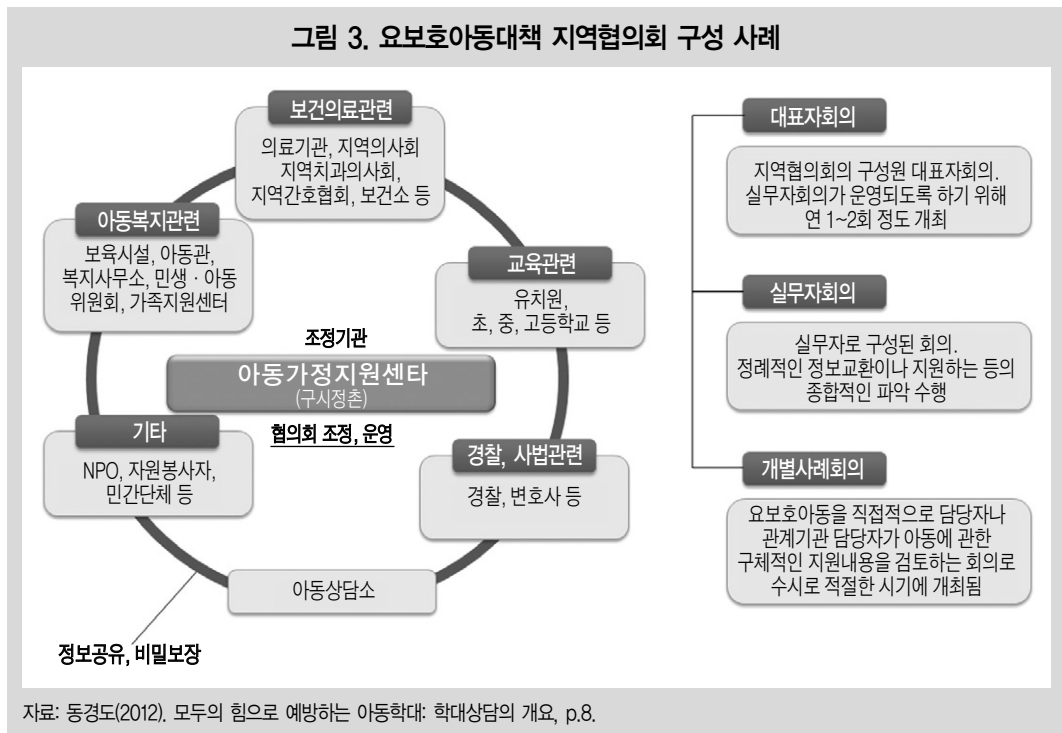 그림 3. 요보호아동대책 지역협의회 구성 사례
보건의료관련
의료기관, 지역의사회
지역치과의사회,
지역간호협회, 보건소 등
아동복지관련
보육시설, 아동관,
복지사무소, 민생 · 아동
위원회, 가족지원센터
교육관련
유치원,
초, 중, 고등학교 등
조정기관
아동가정지원센타
(구시정촌)
협의회 조정, 운영
기타
NPO, 자원봉사자,
민간단체 등
경찰, 사법관련
경찰, 변호사 등
아동상담소
정보공유, 비밀보장
대표자회의
지역협의회의 구성원 대표자회의.
실무자회의가 운영되도록 하기 위해
연 1~2회 정도 개최
실무자회의
실무자로 구성된 회의.
정례적인 정보교환이나 지원하는 등의
종합적인 파악 수행
개별사례회의
요보호아동을 직접적으로 담당자나
관계기관 담당자가 아동에 관한
구체적인 지원내용을 검토하는 회의로
수시로 적절한 시기에 개최됨
자료: 동경도(2012). 모두의 힘으로 예방하는 아동학대: 학대상담의 개요, p.8.